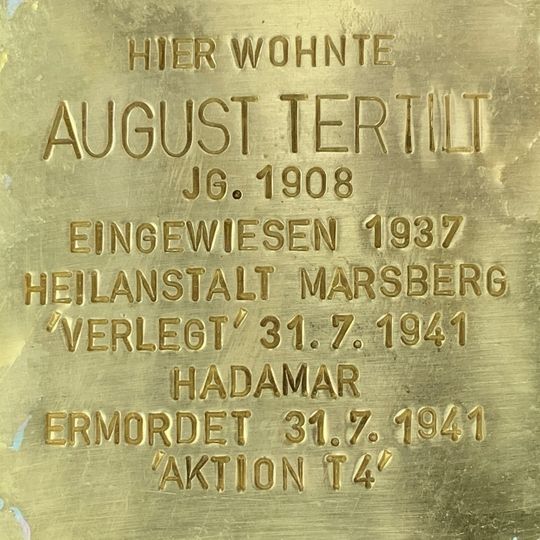 HIER WOHNTE
AUGUST TERTILT
JG. 1908
EINGEWIESEN 1937
HEILANSTALT MARSBERG
'VERLEGT' 31.7.1941
HADAMAR
ERMORDET 31.7.1941
'AKTION T4'